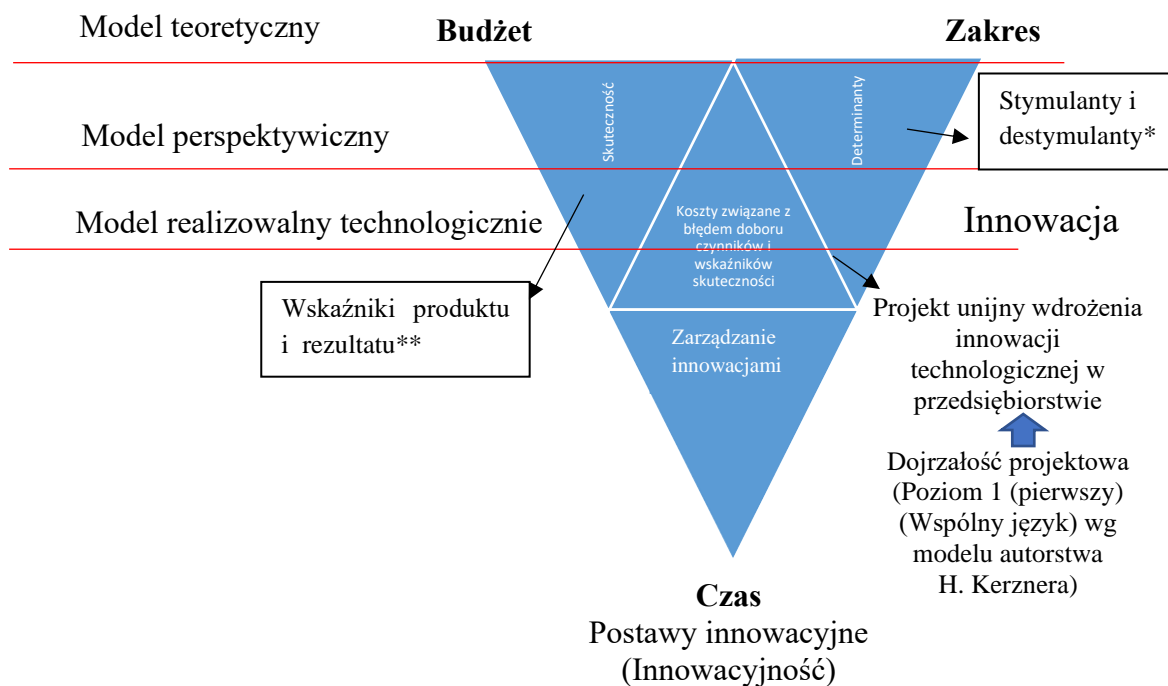 Model teoretyczny
Budżet
Zakres
Skuteczność
Determinanty
Stymulanty i
destymulanty*
Model perspektywiczny
Model realizowalny technologicznie
Innowacja
Koszty związane z
błędem doboru
czynników i
wskaźników
skuteczności
Wskaźniki produktu
i rezultatu**
Projekt unijny wdrożenia
innowacji
technologicznej w
przedsiębiorstwie
Zarządzanie
innowacjami
Dojrzałość projektowa
(Poziom 1 (pierwszy)
(Wspólny język) wg
modelu autorstwa
H. Kerznera)
Czas
Postawy innowacyjne
(Innowacyjność)